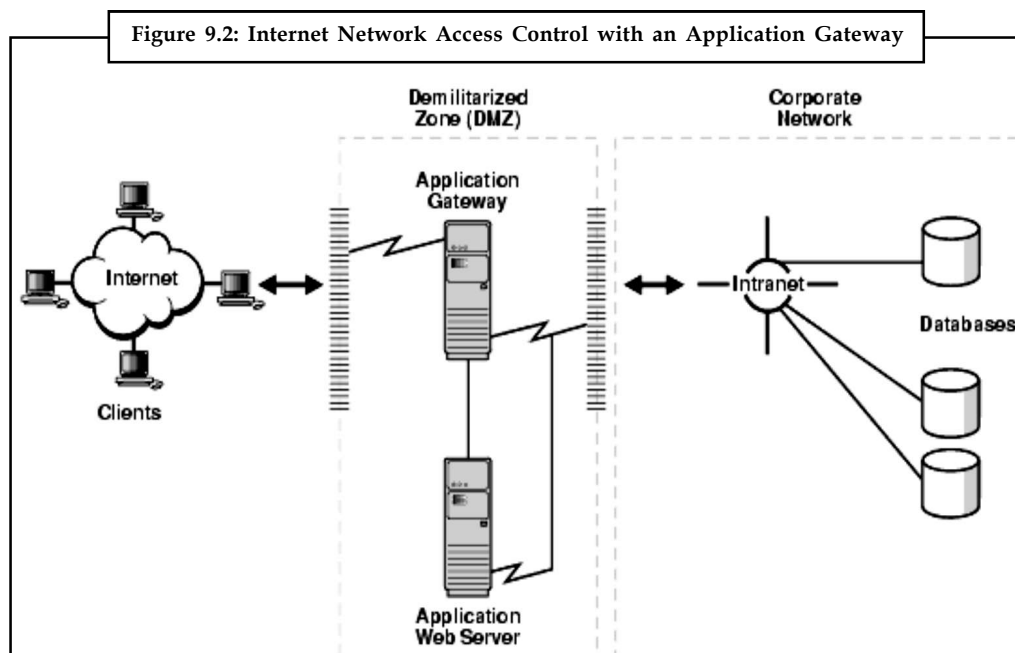 Figure 9.2: Internet Network Access Control with an Application Gateway
Demilitarized
Zone (DMZ)
Corporate
Network
Application
Gateway
Internet
Intranet
Databases
Clients
Application
Web Server